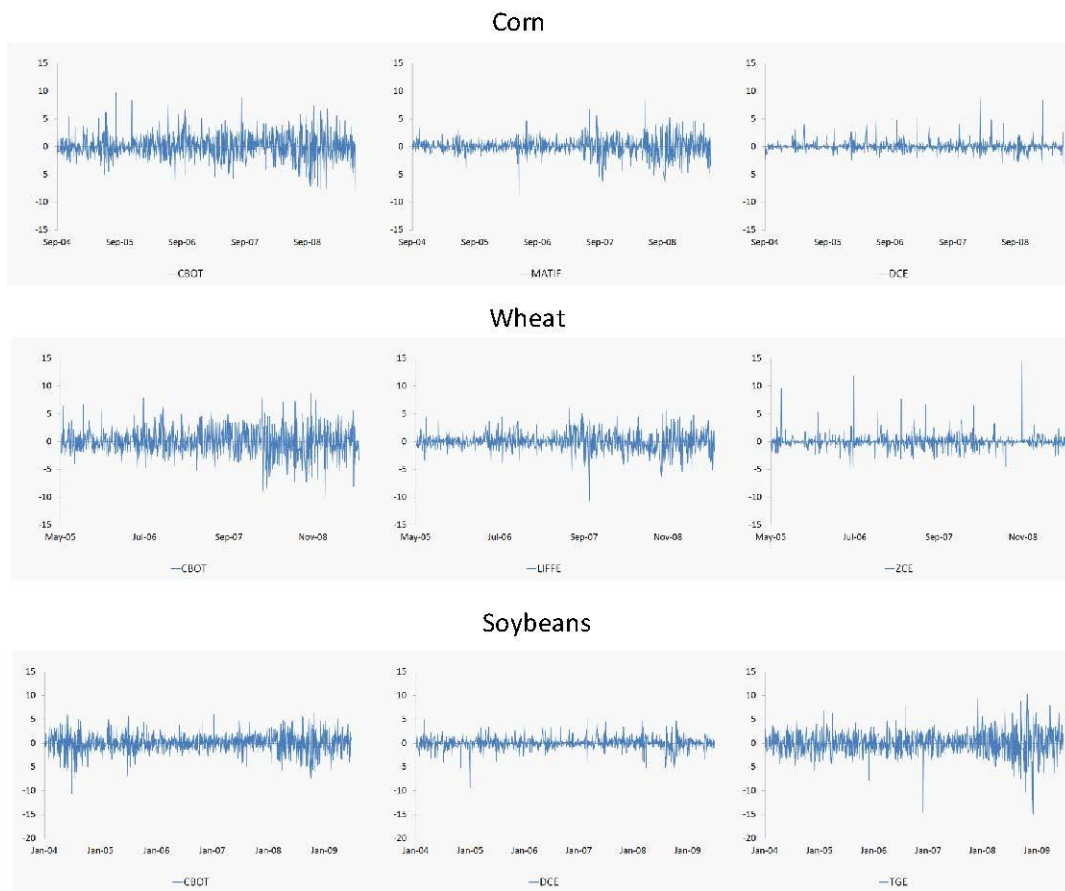 Corn
15 15 15
10 10 10
5 5 5
0 0 0
-5 -5 -5
-10 -10 -10
-15 -15 -15
Sep-04 Sep-05 Sep-06 Sep-07 Sep-08 Sep-04 Sep-05 Sep-06 Sep-07 Sep-08 Sep-04 Sep-05 Sep-06 Sep-07 Sep-08
CBOT MATIF DCE
Wheat
15 15 15
10 10 10
5 5 5
0 0 0
-5 -5 -5
-10 -10 -10
-15 -15 -15
May-05 Jul-06 Sep-07 Nov-08 May-05 Jul-06 Sep-07 Nov-08 May-05 Jul-06 Sep-07 Nov-08
CBOT LIFFE ZCE
Soybeans
15 15 15
10 10 10
5 5 5
0 0 0
-5 -5 -5
-10 -10 -10
-15 -15 -15
-20 -20 -20
Jan-04 Jan-05 Jan-06 Jan-07 Jan-08 Jan-09 Jan-04 Jan-05 Jan-06 Jan-07 Jan-08 Jan-09 Jan-04 Jan-05 Jan-06 Jan-07 Jan-08 Jan-09
CBOT DCE TGE